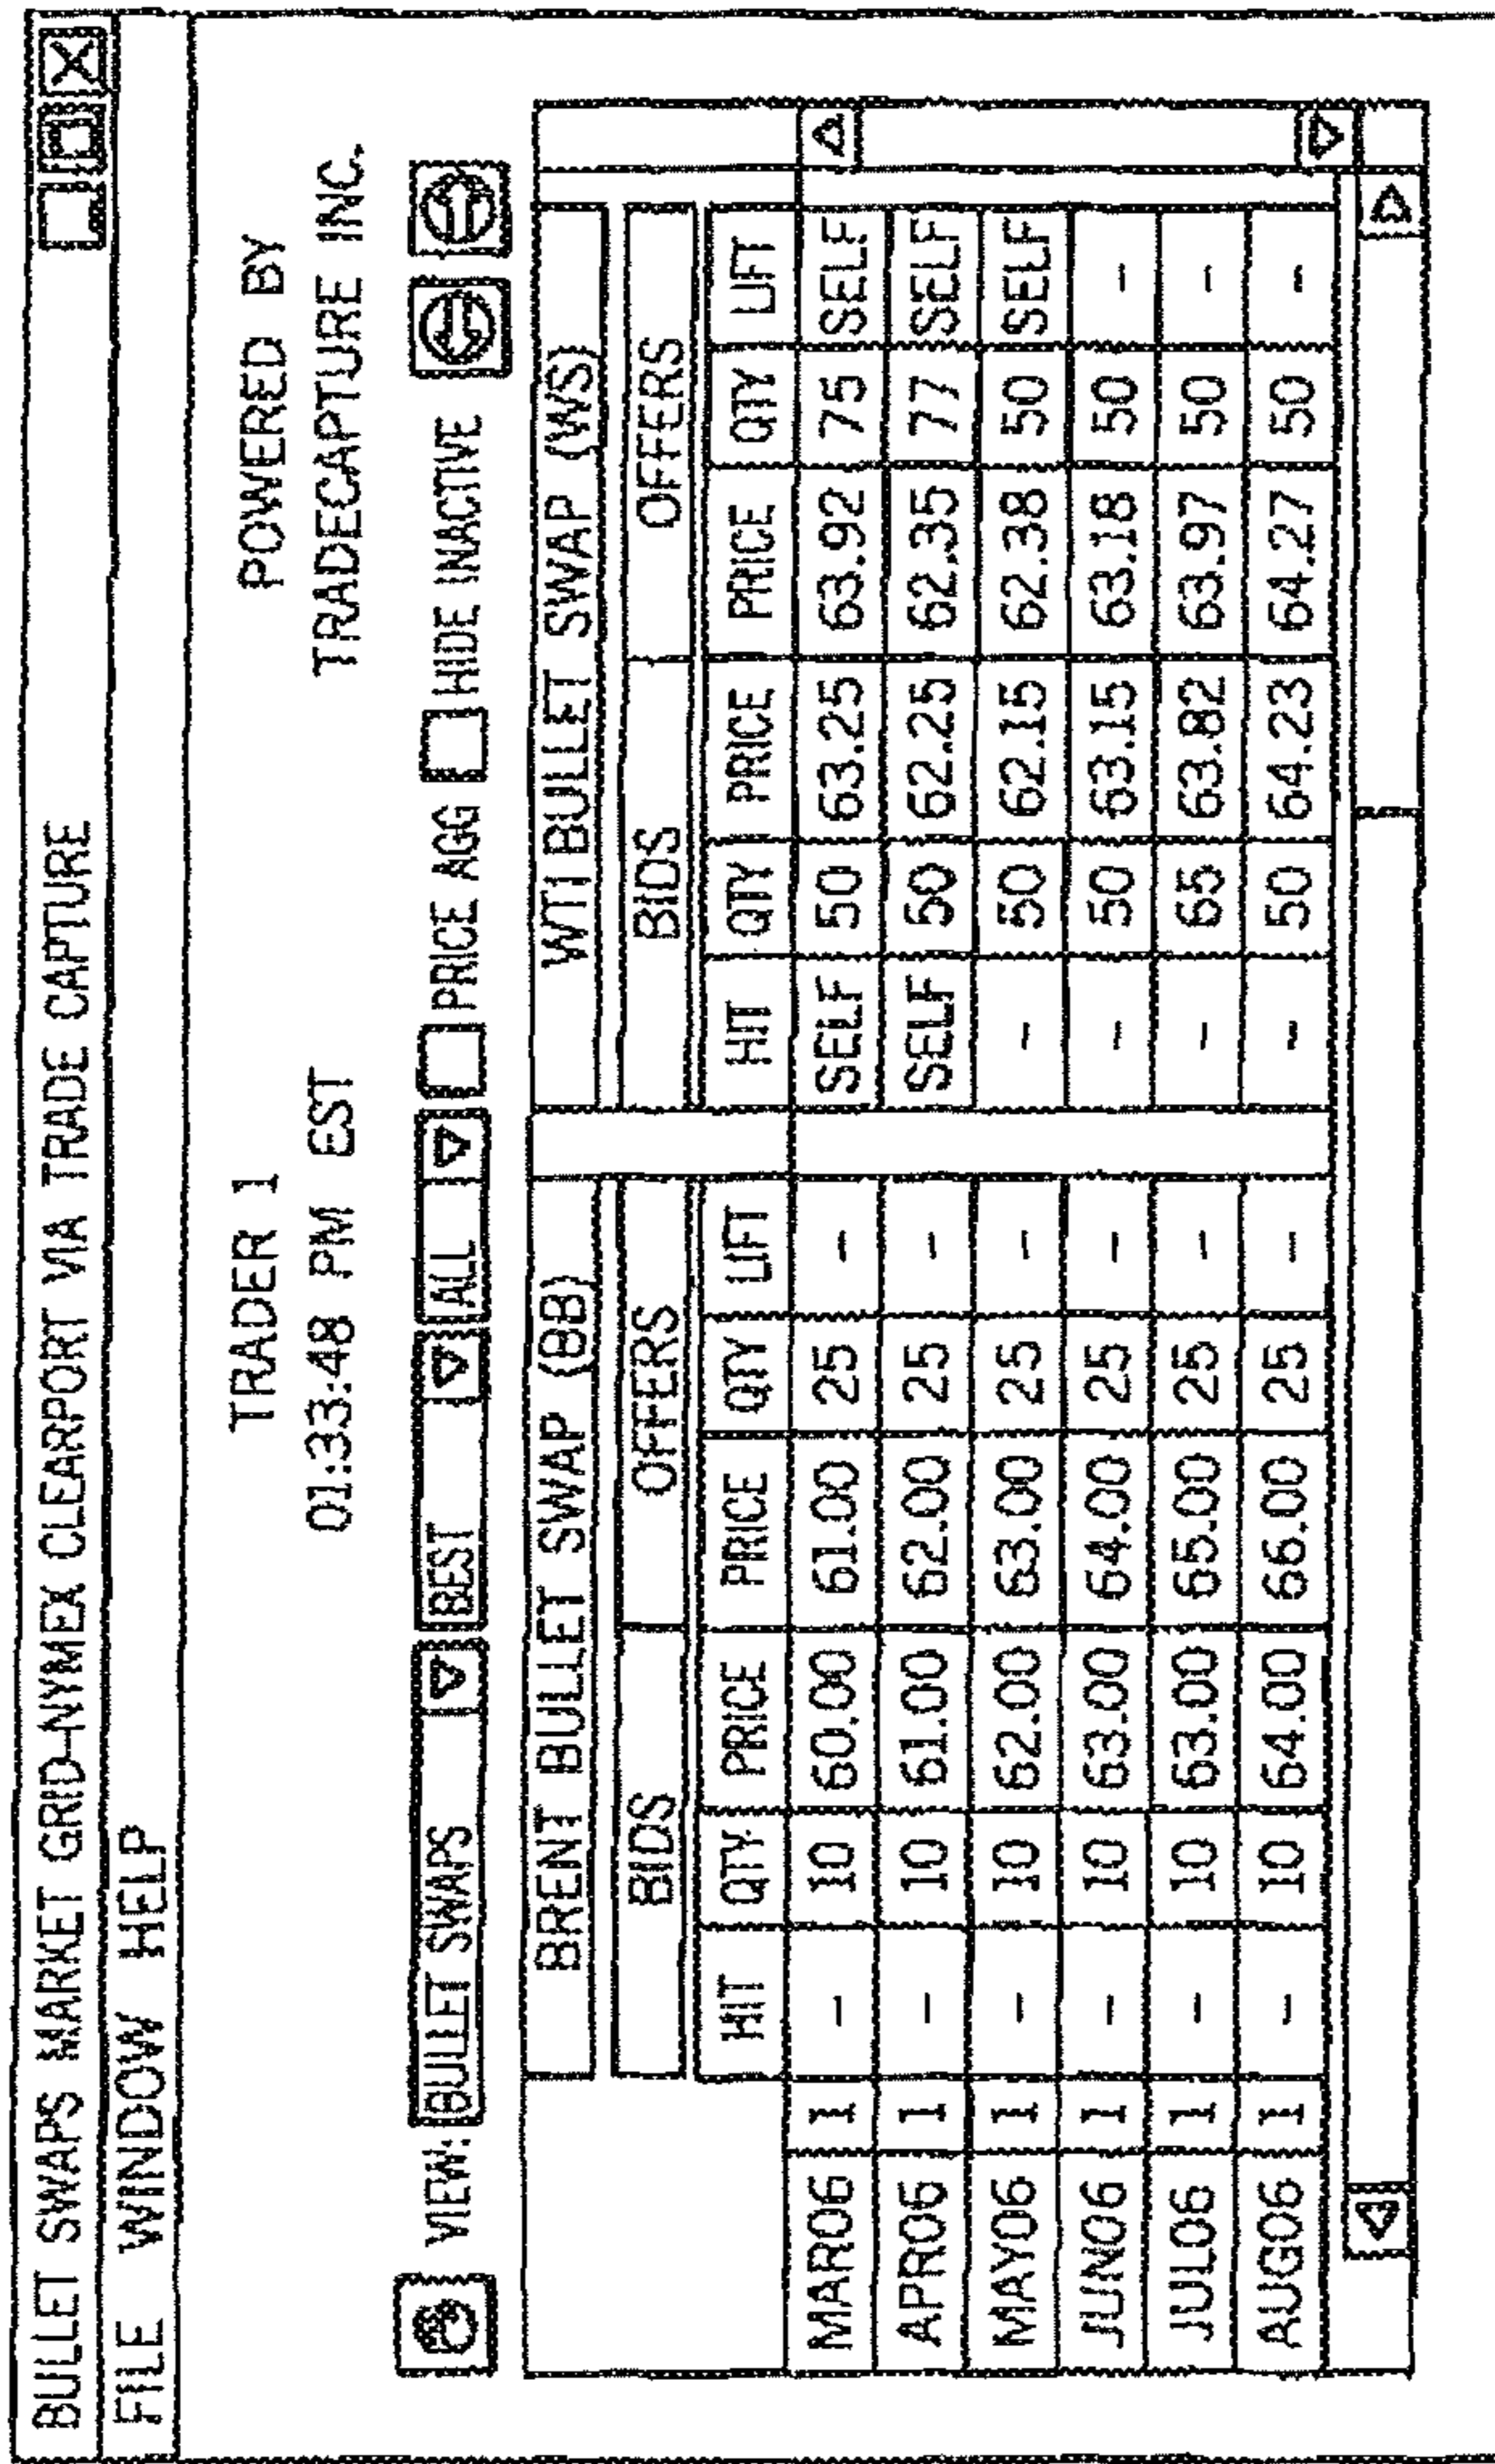 BULLET SWAPS MARKET GRID-NYMEX CLEARPORT VIA TRADE CAPTURE
FILE WINDOW HELP
TRADER 1 POWERED BY
01:33:48 PM EST TRADECAPTURE INC.
VIEW: BULLET SWAPS BEST ALL PRICE AGG HIDE INACTIVE
BRENT BULLET SWAP (BB) WTI BULLET SWAP (WS)
BIDS OFFERS BIDS OFFERS
HIT QTY. PRICE PRICE QTY LIFT HIT QTY PRICE PRICE QTY LIFT
MAR06 1 - 10 60.00 61.00 25 - SELF 50 63.25 63.92 75 SELF
APR06 1 - 10 61.00 62.00 25 - SELF 50 62.25 62.35 77 SELF
MAY06 1 - 10 62.00 63.00 25 - - 50 62.15 62.38 50 SELF
JUN06 1 - 10 63.00 64.00 25 - - 50 63.15 63.18 50 -
JUL06 1 - 10 63.00 65.00 25 - - 65 63.82 63.97 50 -
AUG06 1 - 10 64.00 66.00 25 - - 50 64.23 64.27 50 -